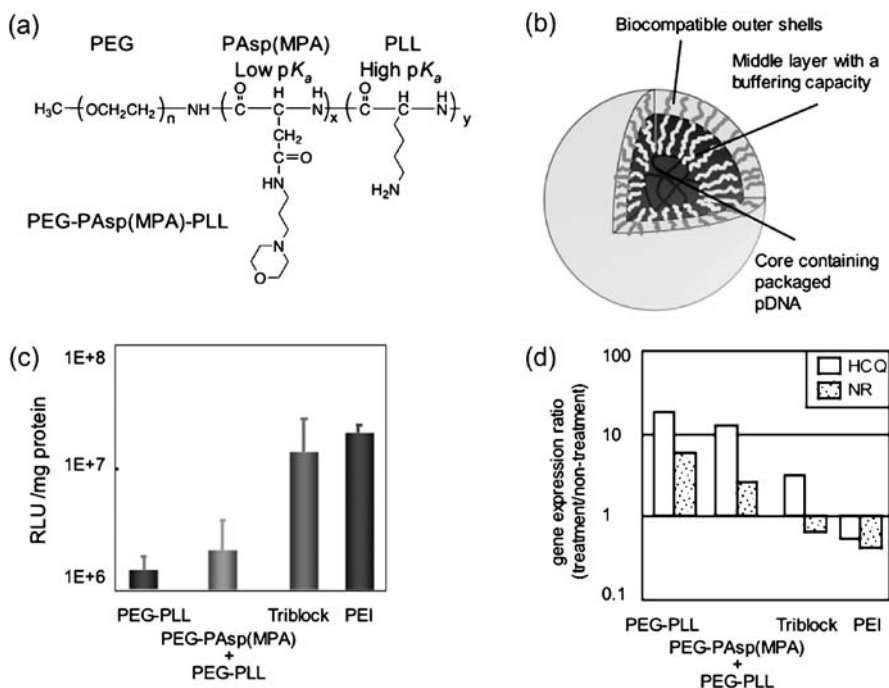 (a)
PEG
PAsp(MPA)
PLL
Low pKa
High pKa
O
H
O
H
H₃C
(OCH₂CH₂)n
NH
(C
N)x
(C
N)y
H
H
CH₂
C=O
HN
H₂N
N
O
PEG-PAsp(MPA)-PLL
(b)
Biocompatible outer shells
Middle layer with a
buffering capacity
Core containing
packaged
pDNA
(c)
1E+8
1E+7
1E+6
RLU /mg protein
PEG-PLL
Triblock
PEI
PEG-PAsp(MPA)
+
PEG-PLL
(d)
100
10
1
0.1
gene expression ratio
(treatment/non-treatment)
HCQ
NR
PEG-PLL
Triblock
PEI
PEG-PAsp(MPA)
+
PEG-PLL